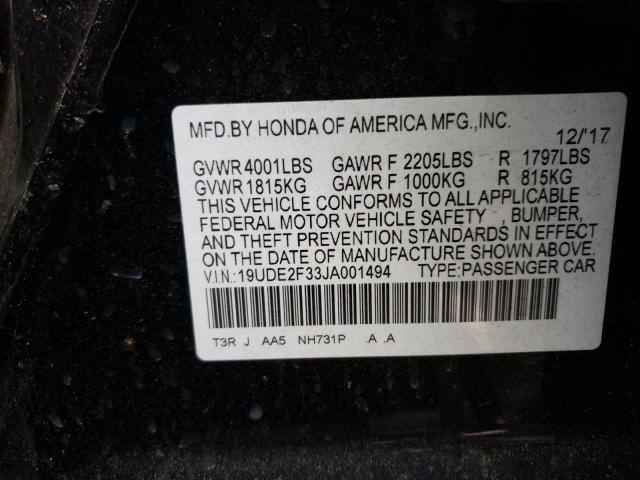 MFD.BY HONDA OF AMERICA MFG.,INC.
12/'17
GVWR 4001LBS GAWR F 2205LBS R 1797LBS
GVWR 1815KG GAWR F 1000KG R 815KG
THIS VEHICLE CONFORMS TO ALL APPLICABLE
FEDERAL MOTOR VEHICLE SAFETY , BUMPER,
AND THEFT PREVENTION STANDARDS IN EFFECT
ON THE DATE OF MANUFACTURE SHOWN ABOVE.
V.I.N.:19UDE2F33JA001494 TYPE:PASSENGER CAR
T3R J AA5 NH731P .A .A